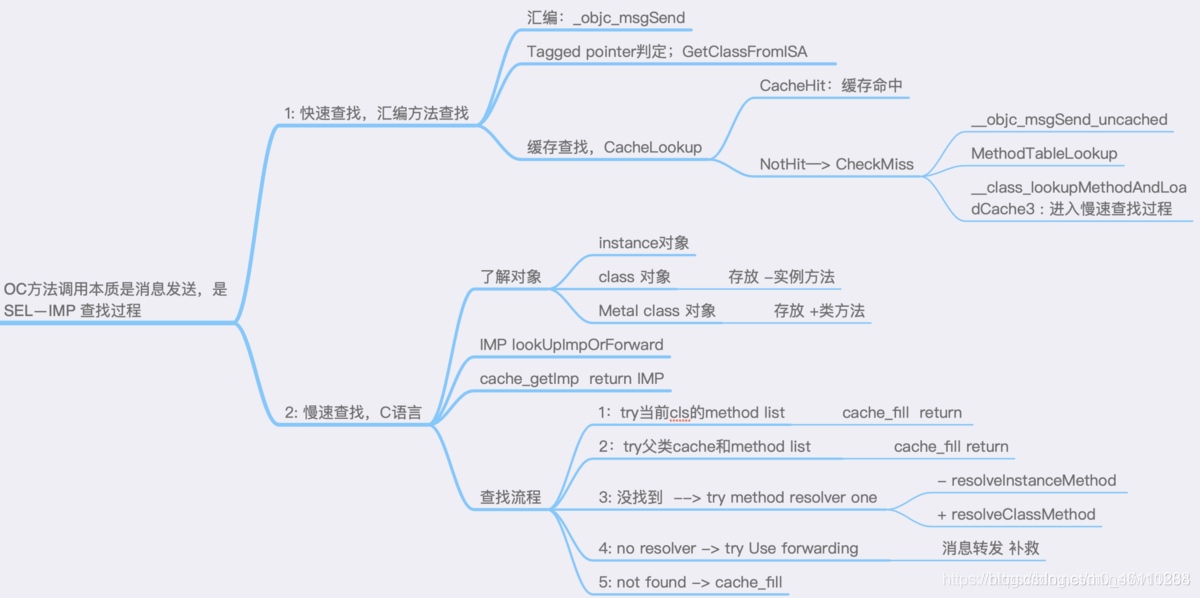 汇编：_objc_msgSend
Tagged pointer判定；GetClassFromISA
CacheHit：缓存命中
1: 快速查找，汇编方法查找
__objc_msgSend_uncached
缓存查找，CacheLookup
MethodTableLookup
NotHit—> CheckMiss
__class_lookupMethodAndLoa
dCache3：进入慢速查找过程
instance对象
了解对象
class 对象 存放 -实例方法
OC方法调用本质是消息发送，是
SEL—IMP 查找过程
Metal class 对象 存放 +类方法
IMP lookUpImpOrForward
cache_getImp return IMP
2: 慢速查找，C语言
1：try当前cls的method list cache_fill return
2：try父类cache和method list cache_fill return
- resolveInstanceMethod
查找流程
3: 没找到 --> try method resolver one
+ resolveClassMethod
4: no resolver -> try Use forwarding 消息转发 补救
5: not found -> cache_fill